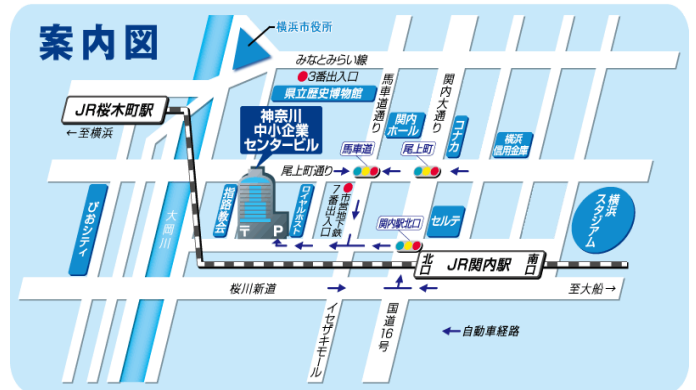 案内図
横浜市役所
みなとみらい線
3番出入口
県立歴史博物館
馬車道通り
関内大通り
JR桜木町駅
←至横浜
神奈川
中小企業
センタービル
関内
ホール
コナカ
横浜
信用金庫
馬車道
尾上町
尾上町通り
ぴおシティ
大岡川
指路教会
ロイヤルホスト
市営地下鉄
7番出入口
〒 P
関内駅北口
セルテ
横浜
スタジアム
北口
JR関内駅
南口
桜川新道
至大船→
イセザキモール
国道16号
自動車経路